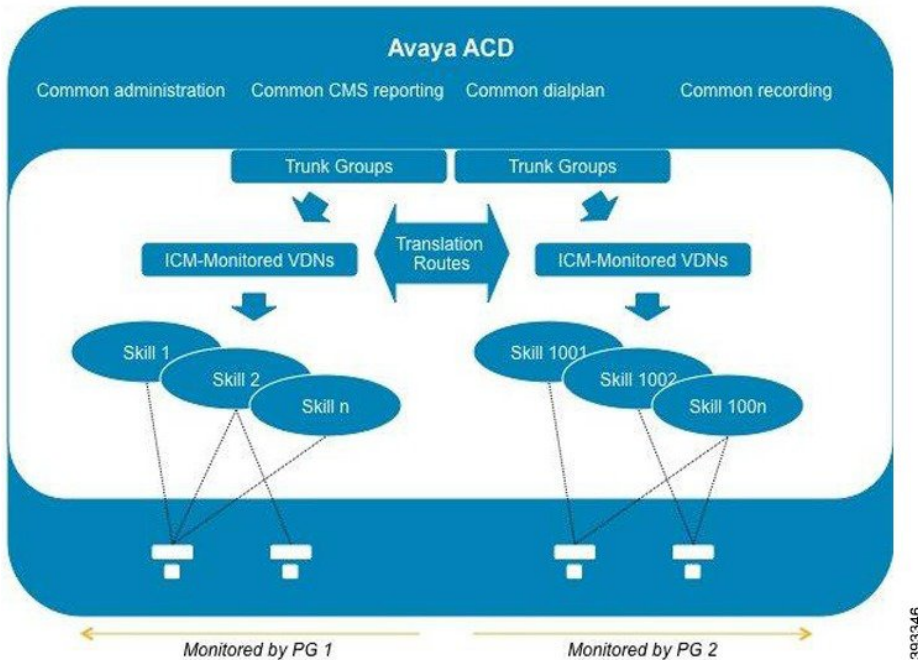 Avaya ACD
Common administration
Common CMS reporting
Common dialplan
Common recording
Trunk Groups
Trunk Groups
Translation
Routes
ICM-Monitored VDNs
ICM-Monitored VDNs
Skill 1
Skill 2
Skill n
Skill 1001
Skill 1002
Skill 100n
Monitored by PG 1
Monitored by PG 2
393346